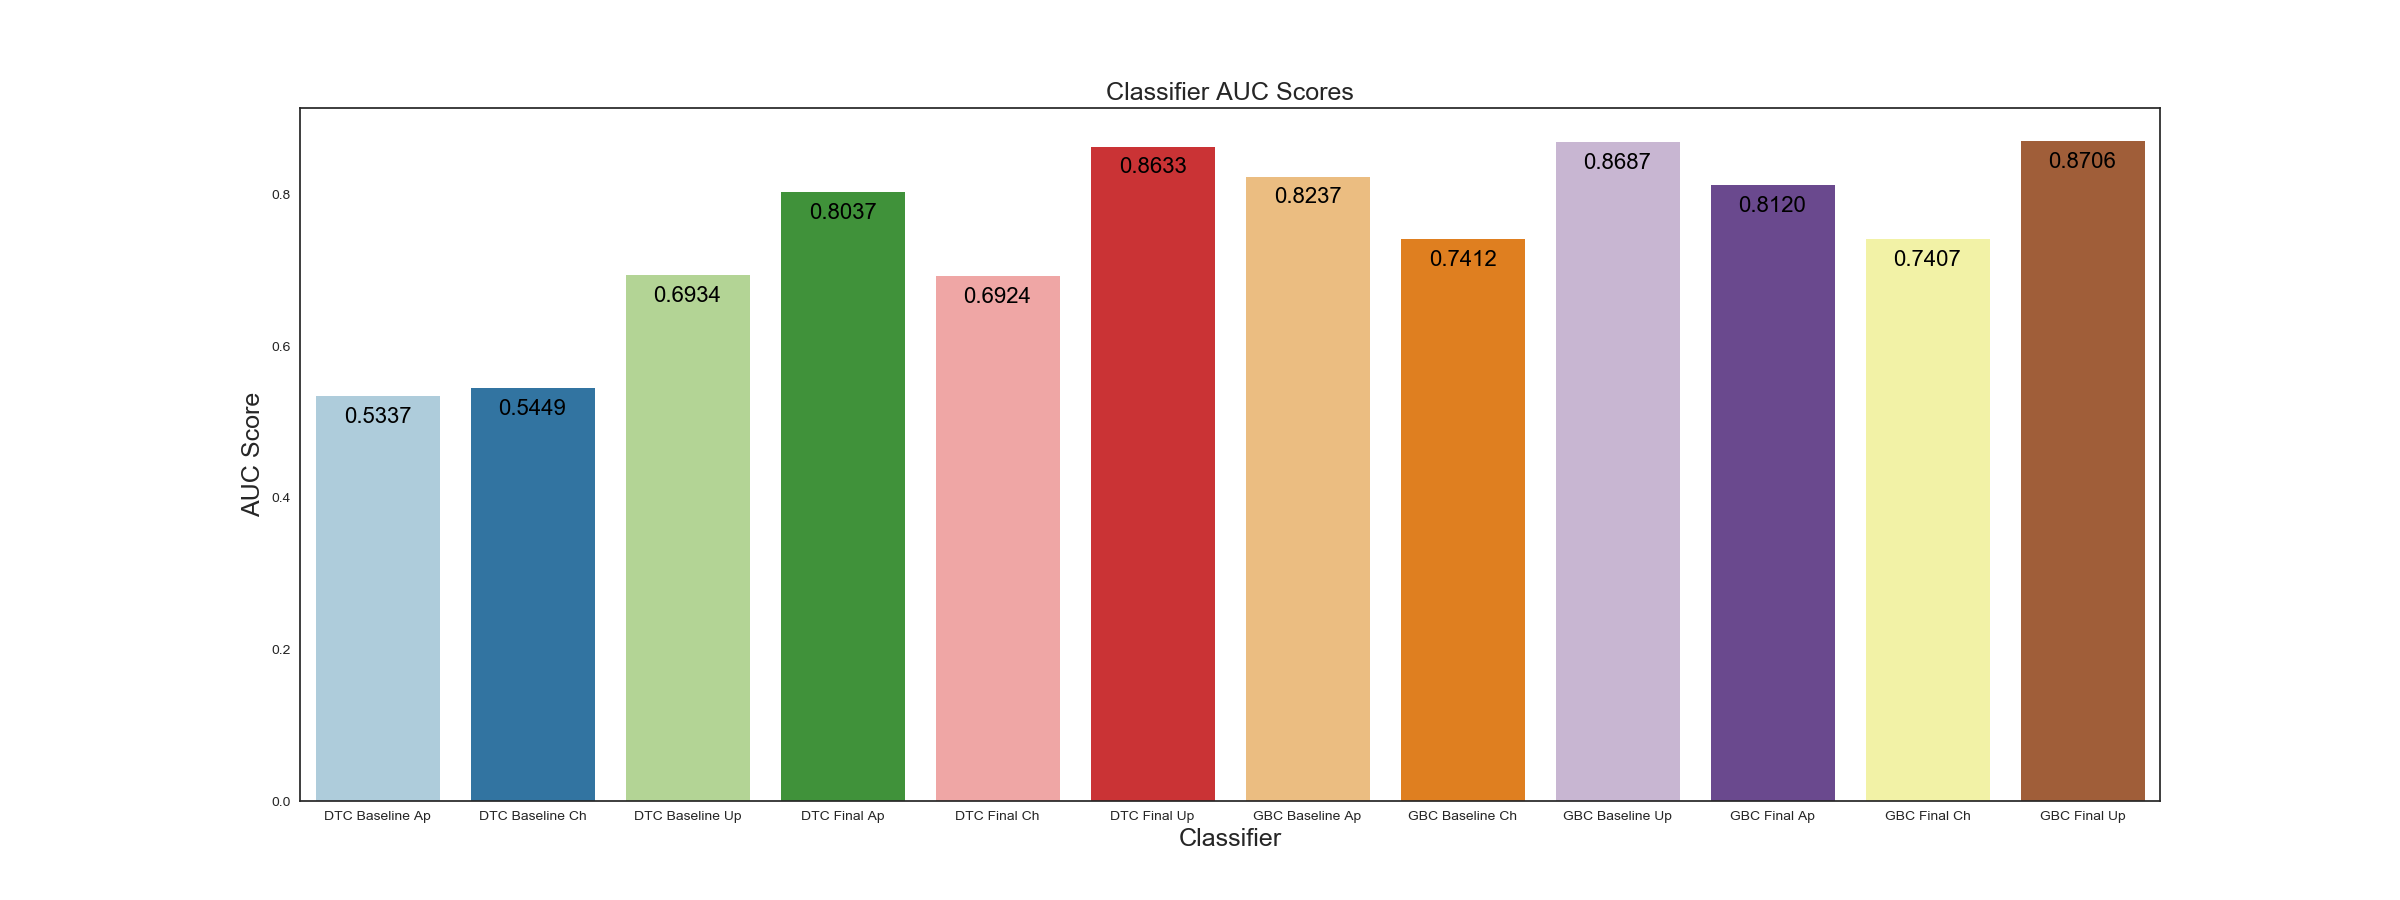 Classifier AUC Scores
AUC Score
0.8
0.6
0.4
0.2
0.0
0.5337
0.5449
0.6934
0.8037
0.6924
0.8633
0.8237
0.7412
0.8687
0.8120
0.7407
0.8706
DTC Baseline Ap
DTC Baseline Ch
DTC Baseline Up
DTC Final Ap
DTC Final Ch
DTC Final Up
GBC Baseline Ap
GBC Baseline Ch
GBC Baseline Up
GBC Final Ap
GBC Final Ch
GBC Final Up
Classifier